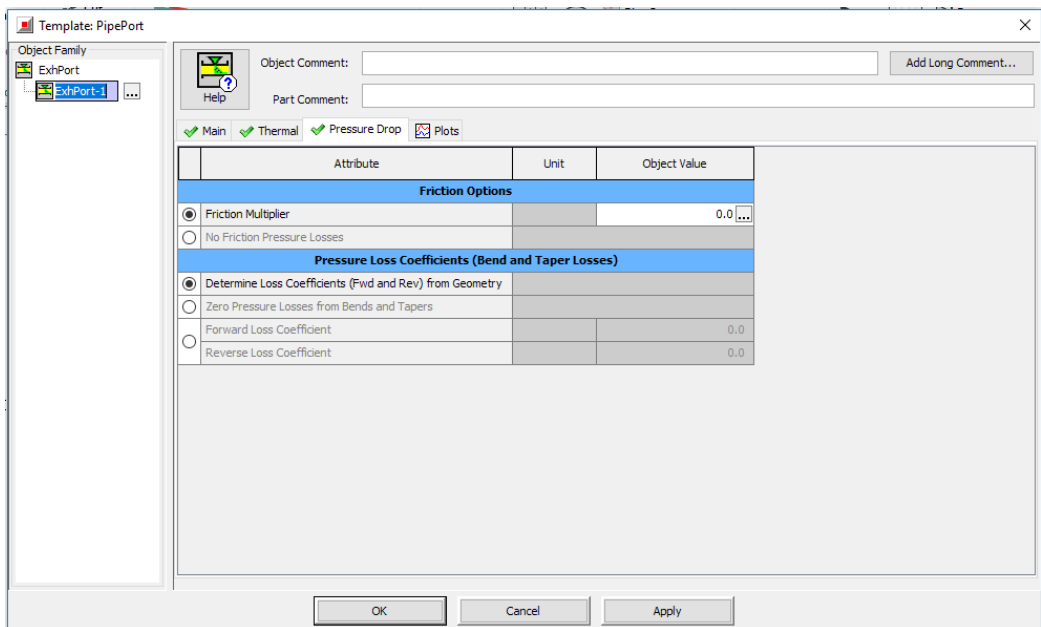 Template: PipePort
Object Family
ExhPort
ExhPort-1
...
Help
Object Comment:
Add Long Comment...
Part Comment:
Main
Thermal
Pressure Drop
Plots
Attribute Unit Object Value
Friction Options
Friction Multiplier 0.0 ...
No Friction Pressure Losses
Pressure Loss Coefficients (Bend and Taper Losses)
Determine Loss Coefficients (Fwd and Rev) from Geometry
Zero Pressure Losses from Bends and Tapers
Forward Loss Coefficient 0.0
Reverse Loss Coefficient 0.0
OK Cancel Apply